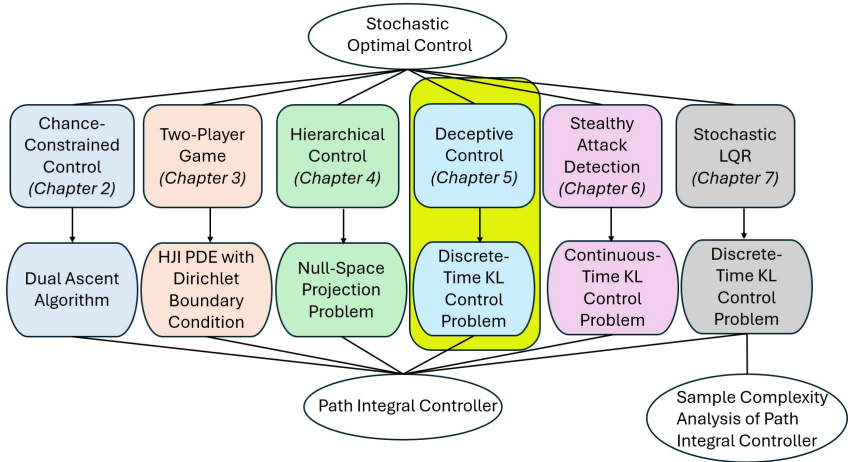 Stochastic
Optimal Control
Chance-
Constrained
Control
(Chapter 2)
Two-Player
Game
(Chapter 3)
Hierarchical
Control
(Chapter 4)
Deceptive
Control
(Chapter 5)
Stealthy
Attack
Detection
(Chapter 6)
Stochastic
LQR
(Chapter 7)
Dual Ascent
Algorithm
HJI PDE with
Dirichlet
Boundary
Condition
Null-Space
Projection
Problem
Discrete-
Time KL
Control
Problem
Continuous-
Time KL
Control
Problem
Discrete-
Time KL
Control
Problem
Path Integral Controller
Sample Complexity
Analysis of Path
Integral Controller